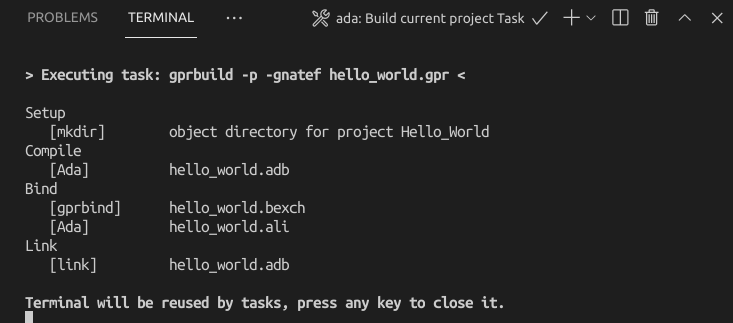 PROBLEMS TERMINAL ... ada: Build current project Task
> Executing task: gprbuild -p -gnatef hello_world.gpr <
Setup
[mkdir] object directory for project Hello_World
Compile
[Ada] hello_world.adb
Bind
[gprbind] hello_world.bexch
[Ada] hello_world.ali
Link
[link] hello_world.adb
Terminal will be reused by tasks, press any key to close it.